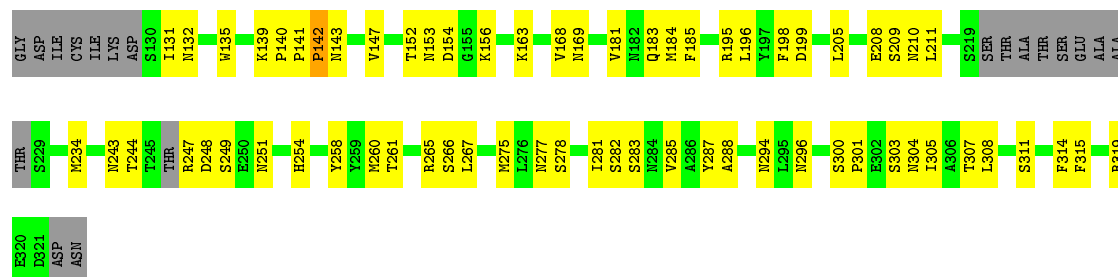 GLY ASP ILE CYS ILE LYS ASP S130 I131 N132 W135 K139 P140 P141 P142 N143 V147 T152 N153 D154 G155 K156 K163 V168 N169 V181 N182 Q183 M184 F185 R195 L196 Y197 F198 D199 L205 E208 S209 N210 L211 S219 SER THR ALA THR SER GLU ALA ALA
THR S229 M234 N243 T244 T245 THR R247 D248 S249 E250 N251 H254 Y258 Y259 M260 T261 R265 S266 L267 M275 L276 N277 S278 I281 S282 S283 N284 V285 A286 Y287 A288 N294 L295 N296 S300 P301 E302 S303 N304 I305 A306 T307 L308 S311 F314 F315
E320 D321 ASP ASN